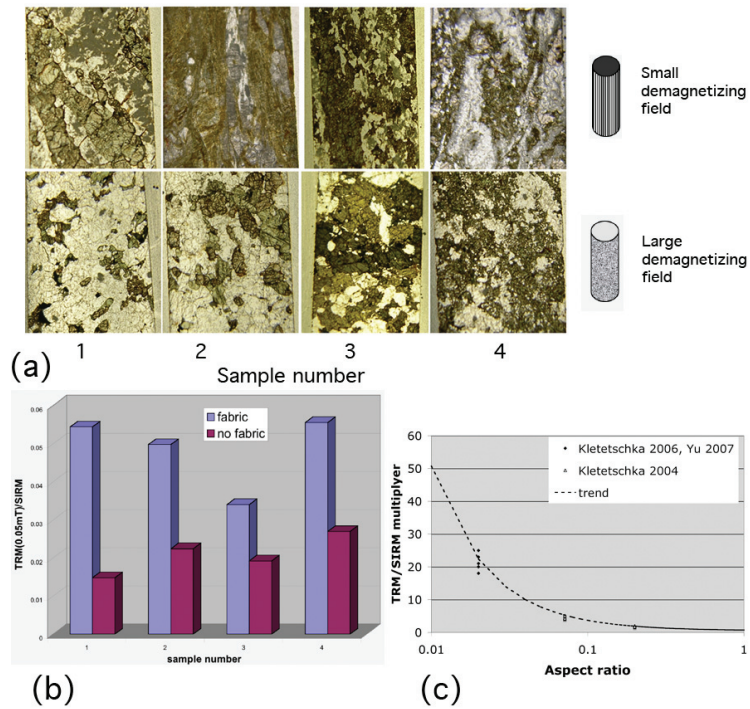 Small
demagnetizing
field
Large
demagnetizing
field
1 2 3 4
(a)
Sample number
0.06
0.05
0.04
0.03
0.02
0.01
0
TRM(0.05mT)/SIRM
fabric
no fabric
1 2 3 4
sample number
(b)
60
50
40
30
20
10
0
TRM/SIRM multiplyer
Kletetschka 2006, Yu 2007
Kletetschka 2004
trend
0.01 0.1 1
Aspect ratio
(c)